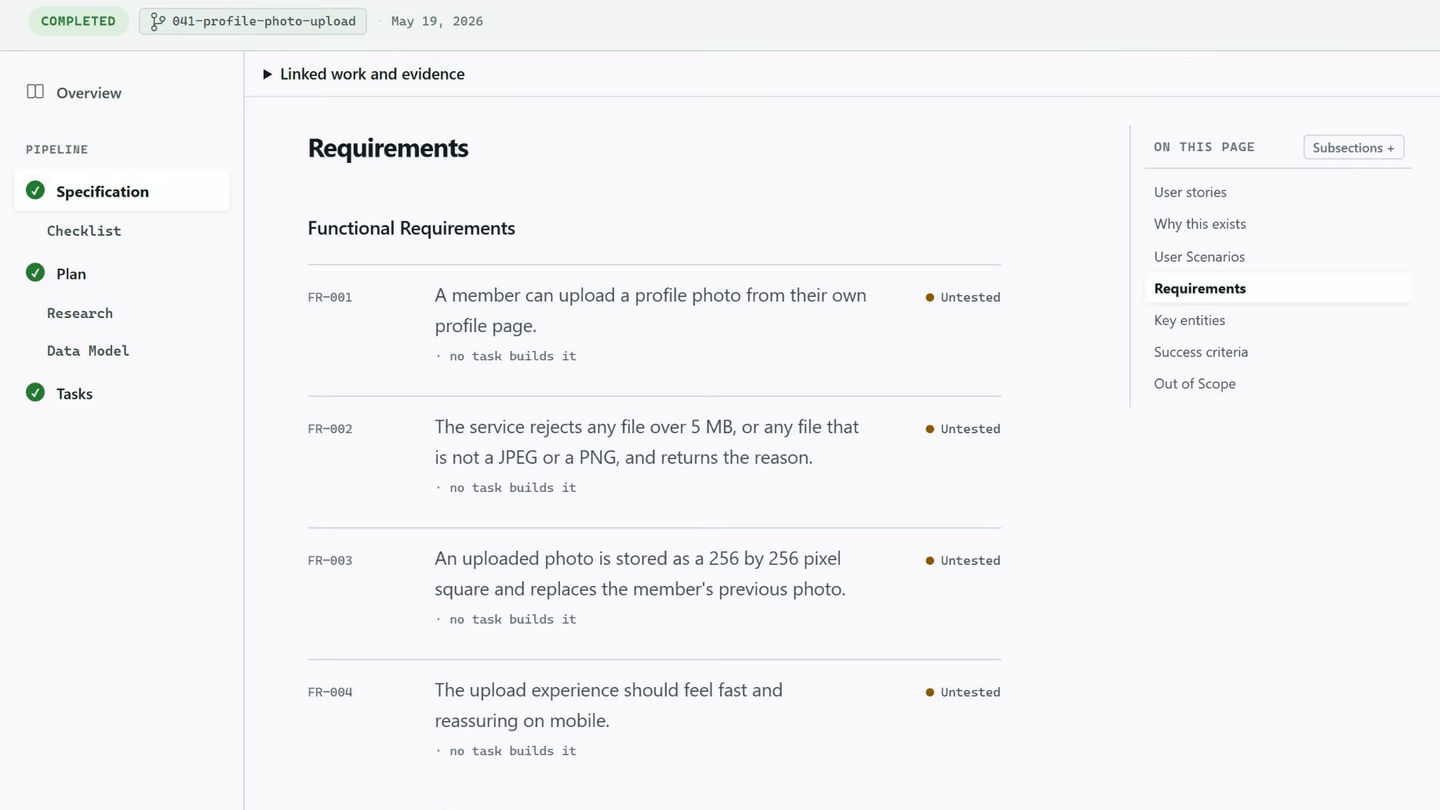 COMPLETED
041-profile-photo-upload
· May 19, 2026
Overview
PIPELINE
Specification
Checklist
Plan
Research
Data Model
Tasks
Linked work and evidence
Requirements
Functional Requirements
FR-001
A member can upload a profile photo from their own
profile page.
· no task builds it
Untested
FR-002
The service rejects any file over 5 MB, or any file that
is not a JPEG or a PNG, and returns the reason.
· no task builds it
Untested
FR-003
An uploaded photo is stored as a 256 by 256 pixel
square and replaces the member's previous photo.
· no task builds it
Untested
FR-004
The upload experience should feel fast and
reassuring on mobile.
· no task builds it
Untested
ON THIS PAGE
Subsections +
User stories
Why this exists
User Scenarios
Requirements
Key entities
Success criteria
Out of Scope